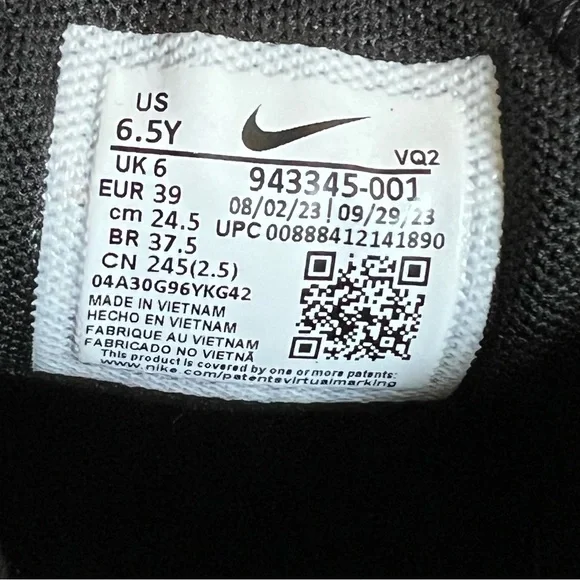 US
6.5Y
UK 6
EUR 39
cm 24.5
BR 37.5
CN 245(2.5)
04A30G96YKG42
MADE IN VIETNAM
HECHO EN VIETNAM
FABRIQUE AU VIETNAM
FABRICADO NO VIETNÃ
This product is covered by one or more patents:
www.nike.com/patentsvirtualmarking
VQ2
943345-001
08/02/23 | 09/29/23
UPC 00888412141890